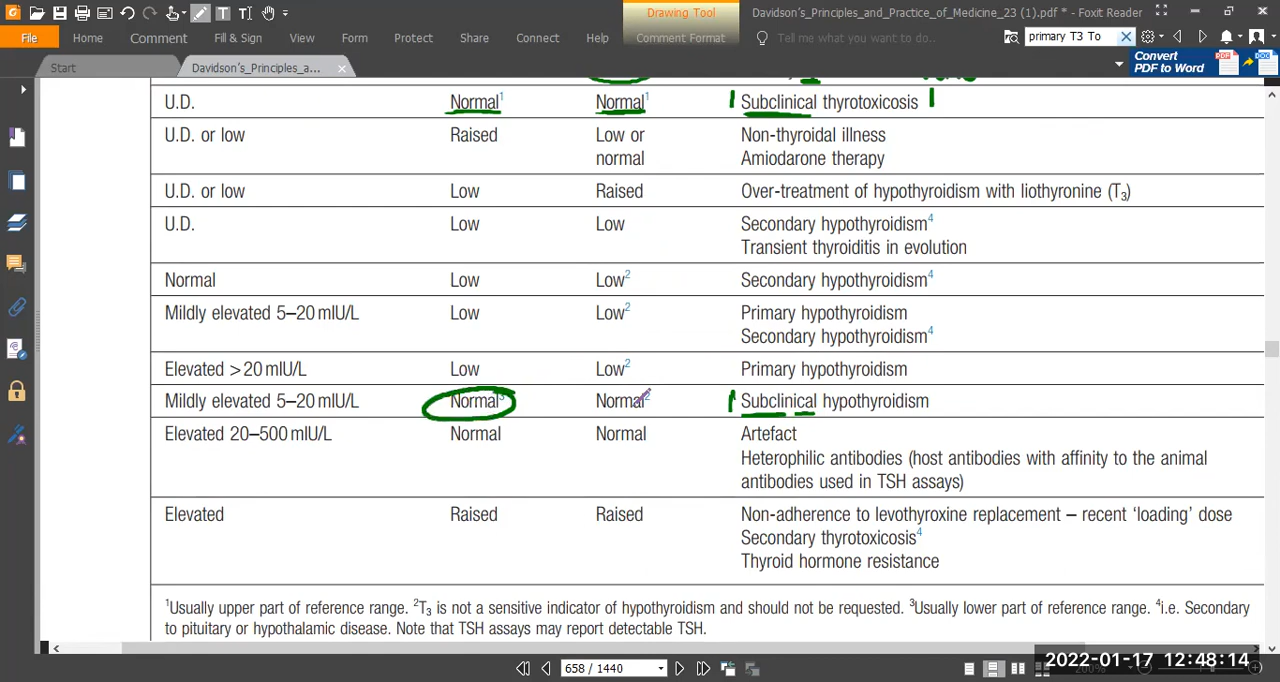 Drawing Tool
Davidson's_Principles_and_Practice_of_Medicine_23 (1).pdf * - Foxit Reader
File Home Comment Fill & Sign View Form Protect Share Connect Help Comment Format Tell me what you want to do.. primary T3 To
Start Davidson's_Principles_a... Convert PDF to Word
U.D. Normal1 Normal1 Subclinical thyrotoxicosis
U.D. or low Raised Low or Non-thyroidal illness
normal Amiodarone therapy
U.D. or low Low Raised Over-treatment of hypothyroidism with liothyronine (T3)
U.D. Low Low Secondary hypothyroidism4
Transient thyroiditis in evolution
Normal Low Low2 Secondary hypothyroidism4
Mildly elevated 5–20 mIU/L Low Low2 Primary hypothyroidism
Secondary hypothyroidism4
Elevated >20 mIU/L Low Low2 Primary hypothyroidism
Mildly elevated 5–20 mIU/L Normal3 Normal2 Subclinical hypothyroidism
Elevated 20–500 mIU/L Normal Normal Artefact
Heterophilic antibodies (host antibodies with affinity to the animal
antibodies used in TSH assays)
Elevated Raised Raised Non-adherence to levothyroxine replacement – recent 'loading' dose
Secondary thyrotoxicosis4
Thyroid hormone resistance
1Usually upper part of reference range. 2T3 is not a sensitive indicator of hypothyroidism and should not be requested. 3Usually lower part of reference range. 4i.e. Secondary
to pituitary or hypothalamic disease. Note that TSH assays may report detectable TSH.
658 / 1440
2022-01-17 12:48:14